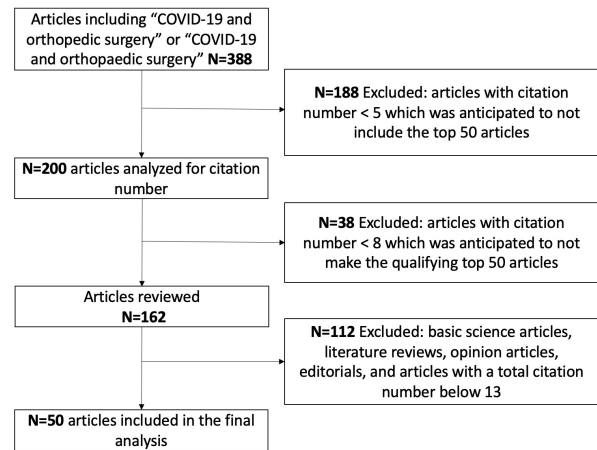 Articles including “COVID-19 and
orthopedic surgery” or “COVID-19
and orthopaedic surgery” N=388
N=188 Excluded: articles with citation
number < 5 which was anticipated to not
include the top 50 articles
N=200 articles analyzed for citation
number
N=38 Excluded: articles with citation
number < 8 which was anticipated to not
make the qualifying top 50 articles
Articles reviewed
N=162
N=112 Excluded: basic science articles,
literature reviews, opinion articles,
editorials, and articles with a total citation
number below 13
N=50 articles included in the final
analysis